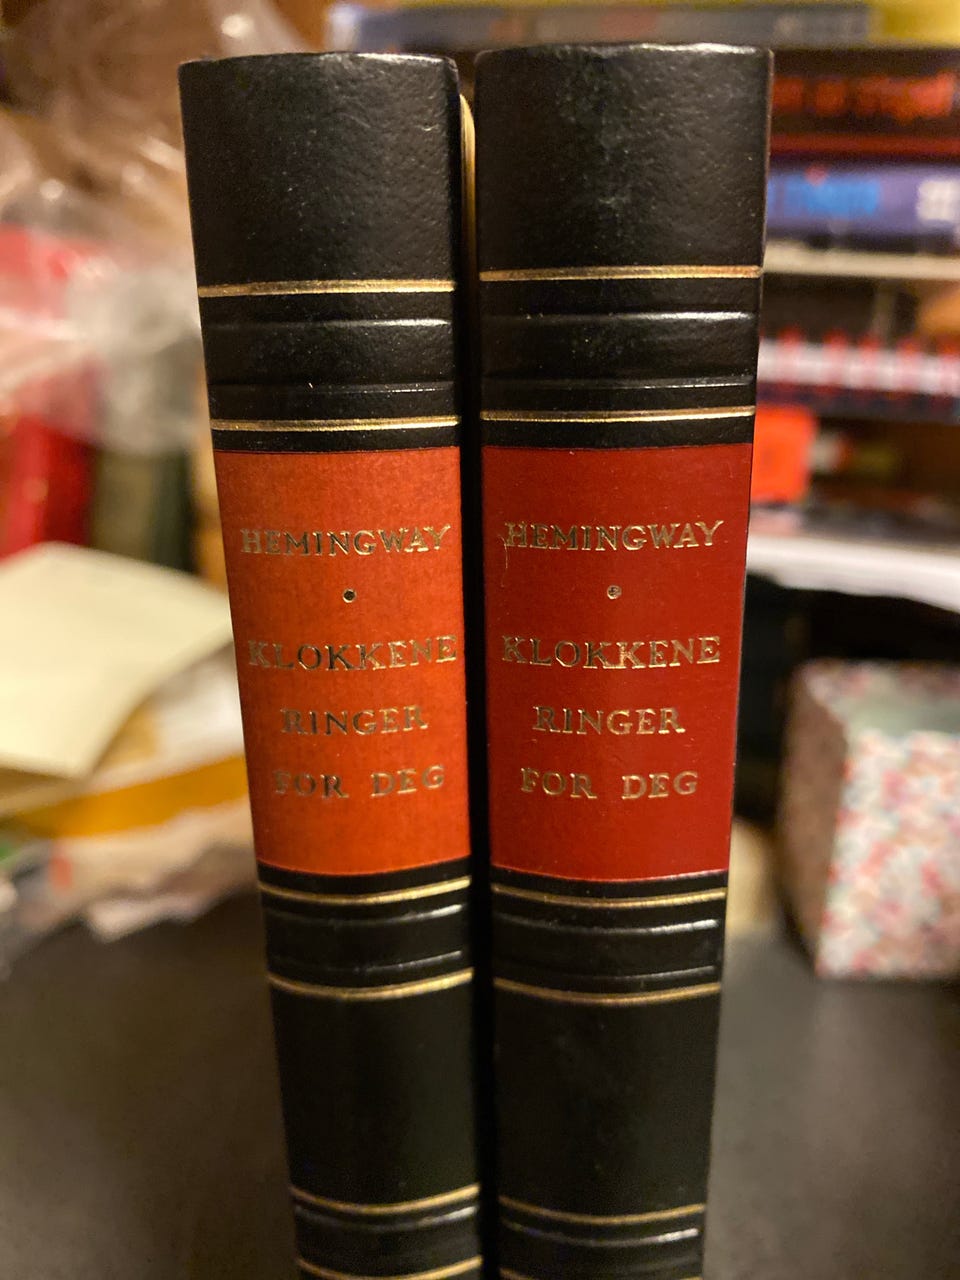 HEMINGWAY
KLOKKENE
RINGER
FOR DEG
HEMINGWAY
KLOKKENE
RINGER
FOR DEG